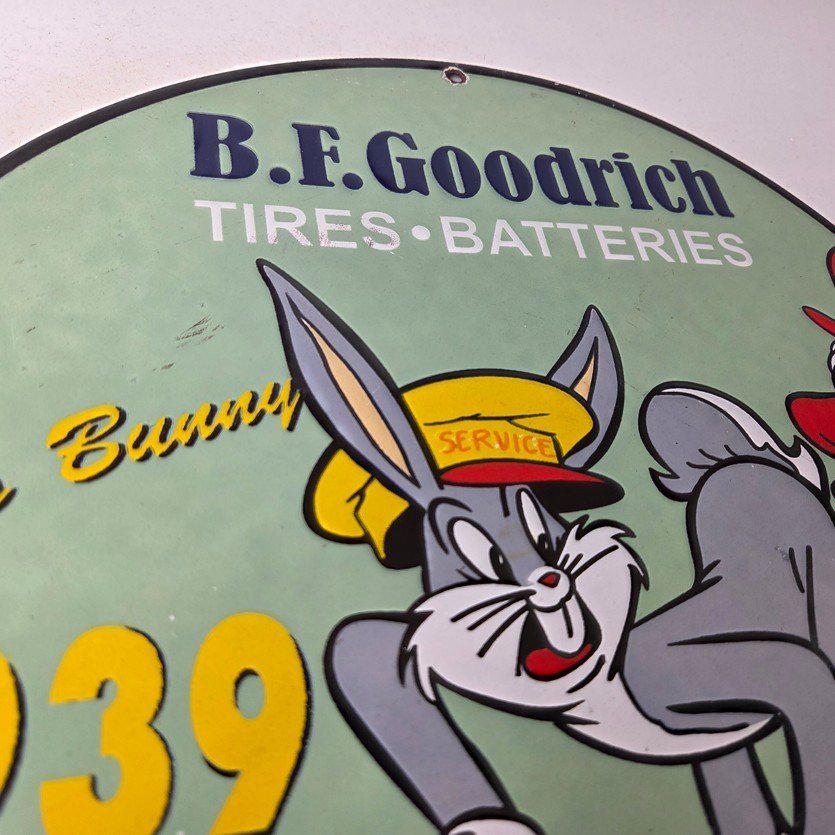 B.F.Goodrich
TIRES • BATTERIES
SERVICE
Bunny
939